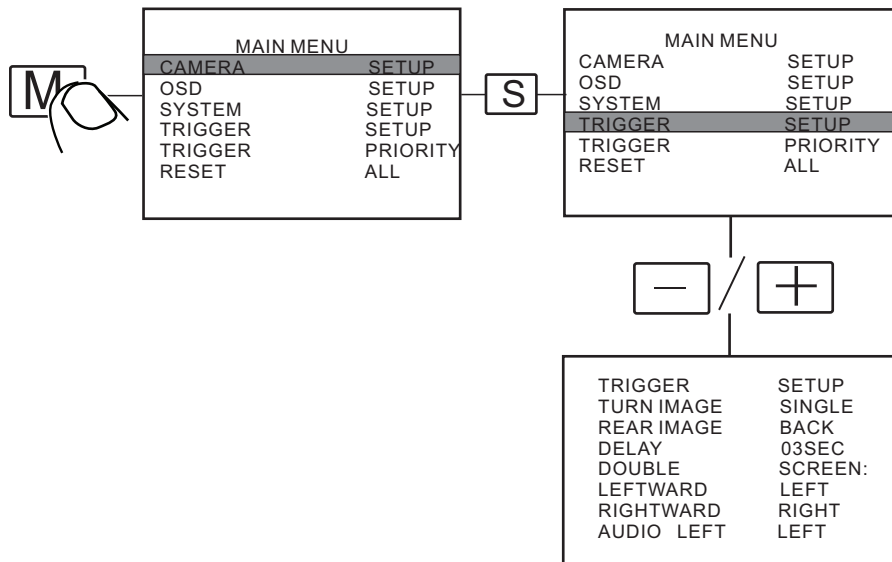 MAIN MENU
CAMERA SETUP
OSD SETUP
SYSTEM SETUP
TRIGGER SETUP
TRIGGER PRIORITY
RESET ALL
M
S
MAIN MENU
CAMERA SETUP
OSD SETUP
SYSTEM SETUP
TRIGGER SETUP
TRIGGER PRIORITY
RESET ALL
— / +
TRIGGER SETUP
TURN IMAGE SINGLE
REAR IMAGE BACK
DELAY 03SEC
DOUBLE SCREEN:
LEFTWARD LEFT
RIGHTWARD RIGHT
AUDIO LEFT LEFT